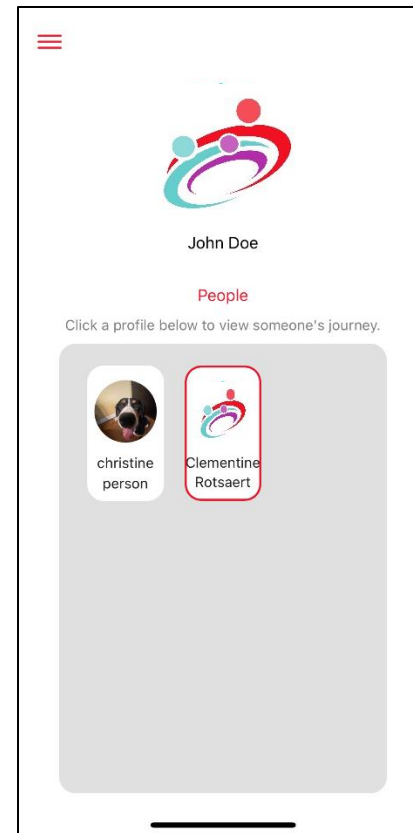 John Doe
People
Click a profile below to view someone's journey.
christine
person
Clementine
Rotsaert